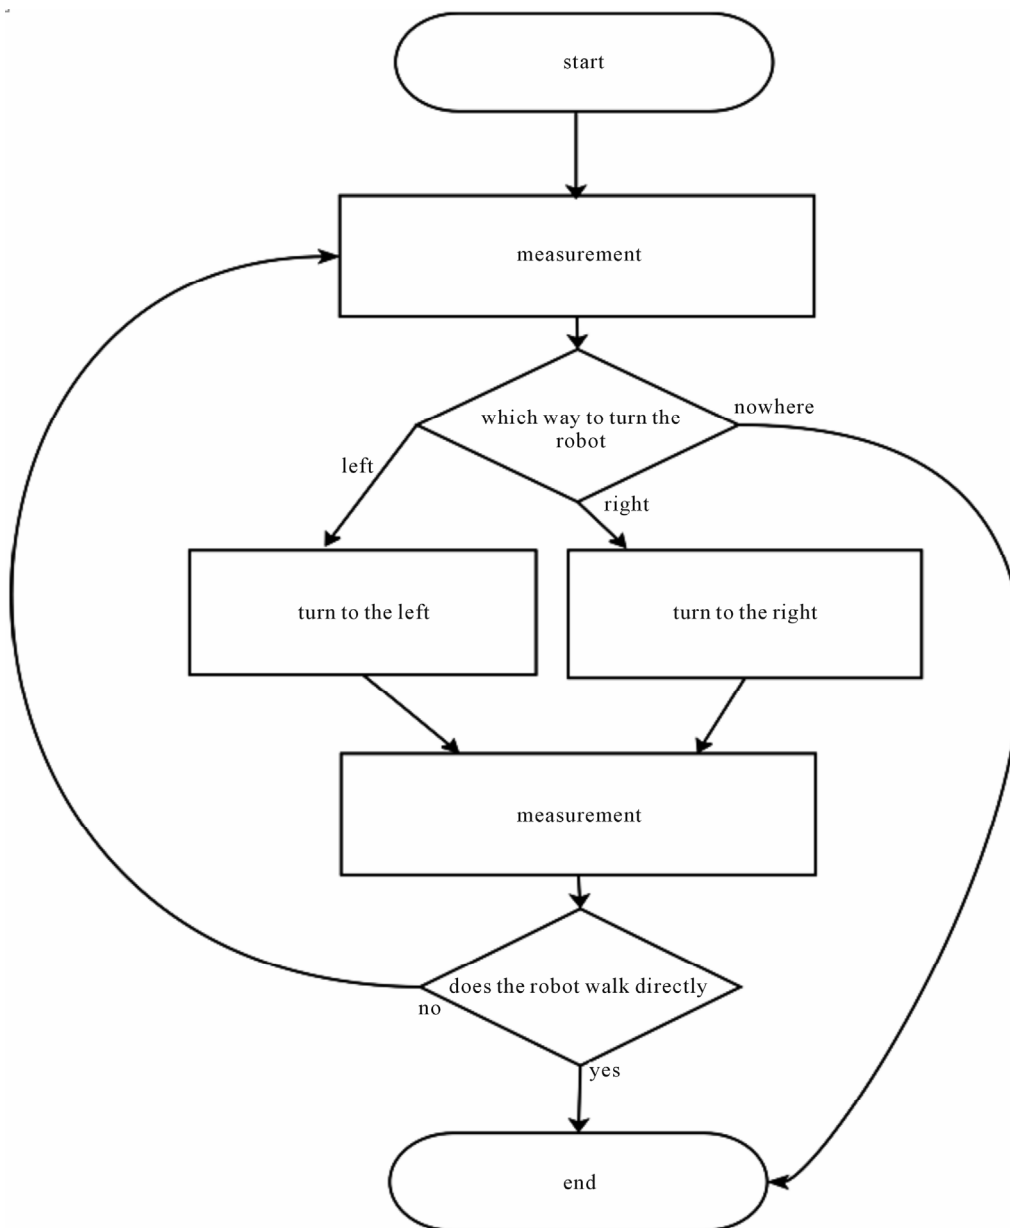 start
measurement
which way to turn the
robot
nowhere
left
right
turn to the left
turn to the right
measurement
does the robot walk directly
no
yes
end